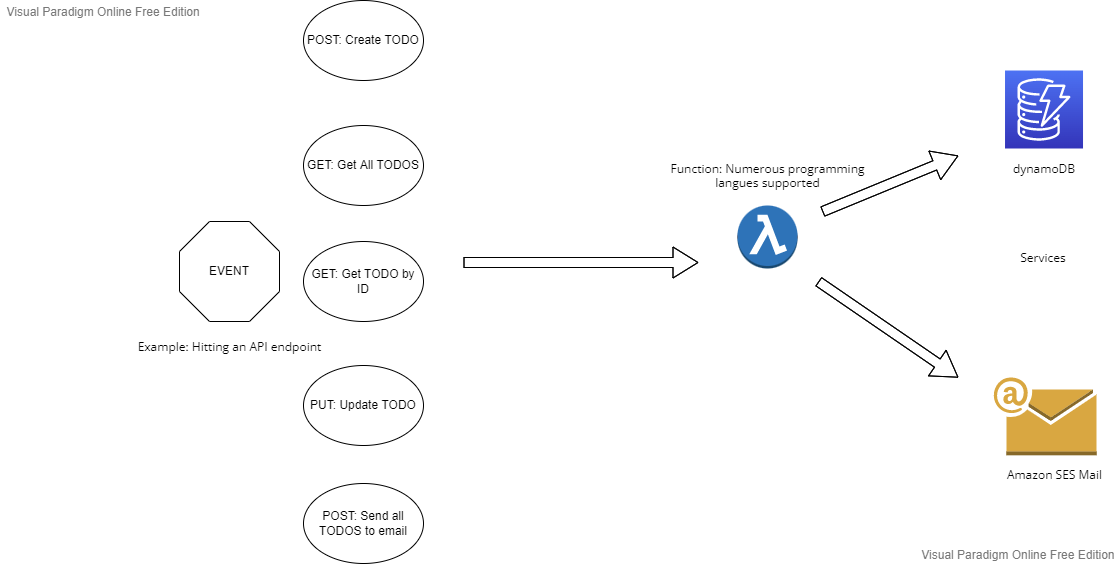 Visual Paradigm Online Free Edition
POST: Create TODO
GET: Get All TODOS
EVENT
GET: Get TODO by
ID
Example: Hitting an API endpoint
PUT: Update TODO
POST: Send all
TODOS to email
Function: Numerous programming
langues supported
dynamoDB
Services
@
Amazon SES Mail
Visual Paradigm Online Free Edition